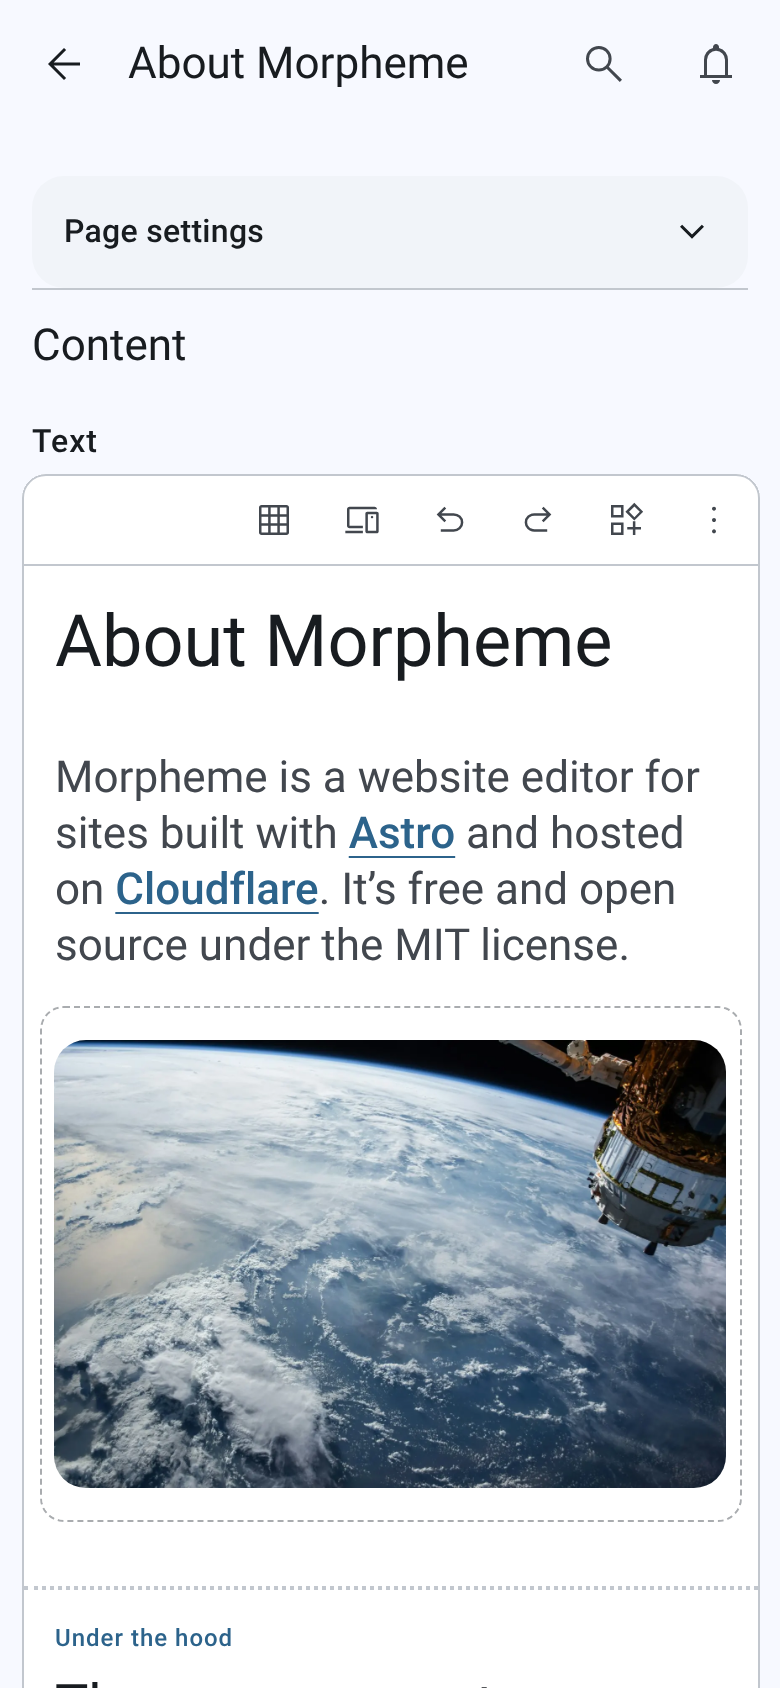 About Morpheme
Page settings
Content
Text
About Morpheme
Morpheme is a website editor for
sites built with Astro and hosted
on Cloudflare. It’s free and open
source under the MIT license.
Under the hood